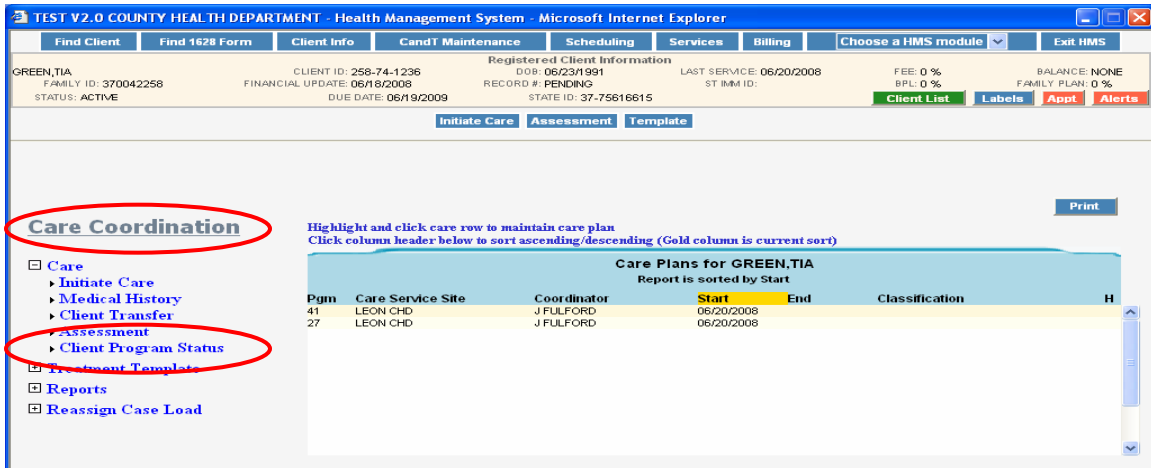 TEST V2.0 COUNTY HEALTH DEPARTMENT - Health Management System - Microsoft Internet Explorer
Find Client Find 1628 Form Client Info CandT Maintenance Scheduling Services Billing Choose a HMS module Exit HMS
Registered Client Information
GREEN,TIA CLIENT ID: 258-74-1236 DOB: 06/23/1991 LAST SERVICE: 06/20/2008 FEE: 0 % BALANCE: NONE
FAMILY ID: 370042258 FINANCIAL UPDATE: 06/18/2008 RECORD #: PENDING ST IMM ID: BPL: 0 % FAMILY PLAN: 0 %
STATUS: ACTIVE DUE DATE: 06/19/2009 STATE ID: 37-75616615 Client List Labels Appt Alerts
Initiate Care Assessment Template
Print
Care Coordination
Highlight and click care row to maintain care plan
Click column header below to sort ascending/descending (Gold column is current sort)
Care Plans for GREEN,TIA
Report is sorted by Start
Pgm Care Service Site Coordinator Start End Classification H
41 LEON CHD J FULFORD 06/20/2008
27 LEON CHD J FULFORD 06/20/2008
Care
Initiate Care
Medical History
Client Transfer
Assessment
Client Program Status
Treatment Template
Reports
Reassign Case Load